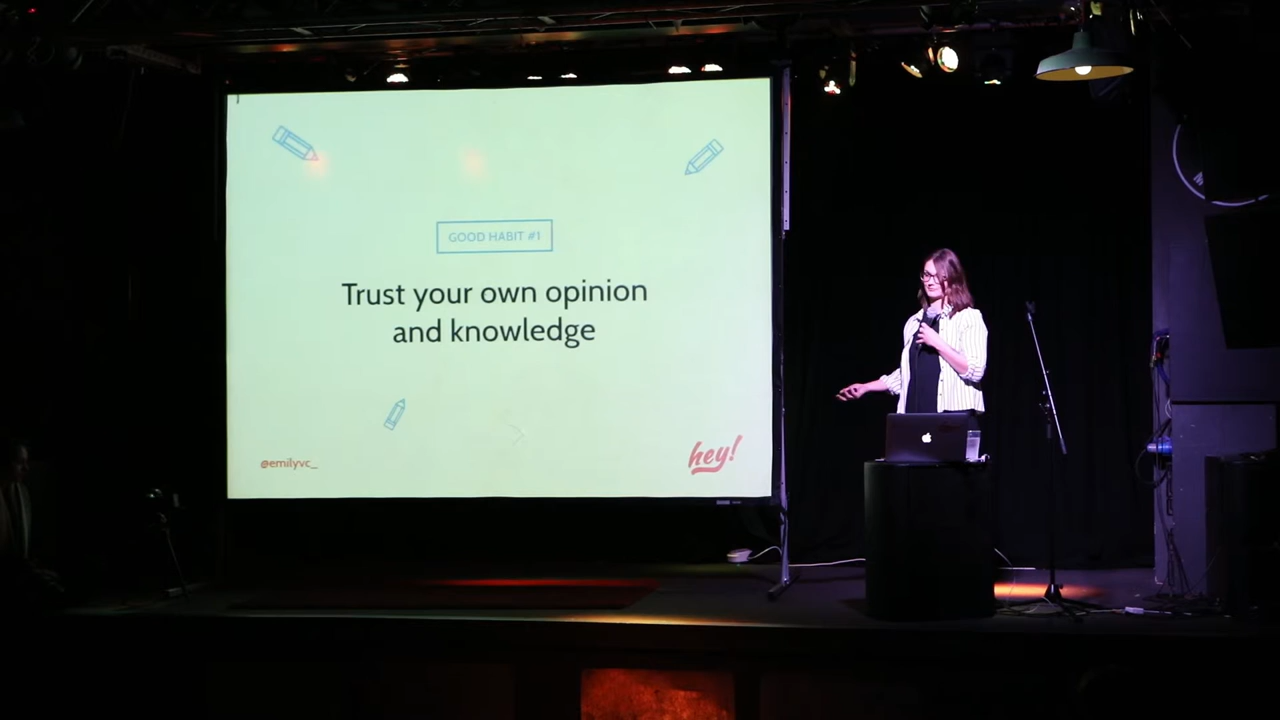 GOOD HABIT #1
Trust your own opinion
and knowledge
@emilyvc_
hey!